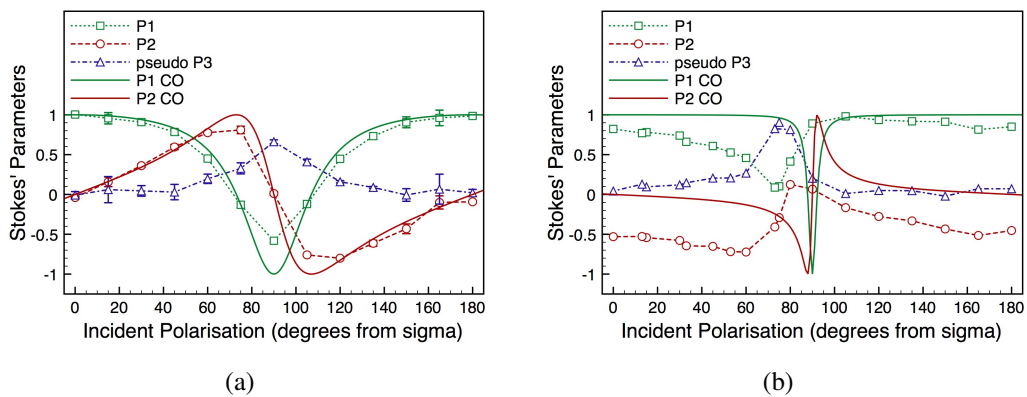 P1
P2
pseudo P3
P1 CO
P2 CO
1
0.5
0
-0.5
-1
Stokes' Parameters
0 20 40 60 80 100 120 140 160 180
Incident Polarisation (degrees from sigma)
(a)
P1
P2
pseudo P3
P1 CO
P2 CO
1
0.5
0
-0.5
-1
Stokes' Parameters
0 20 40 60 80 100 120 140 160 180
Incident Polarisation (degrees from sigma)
(b)